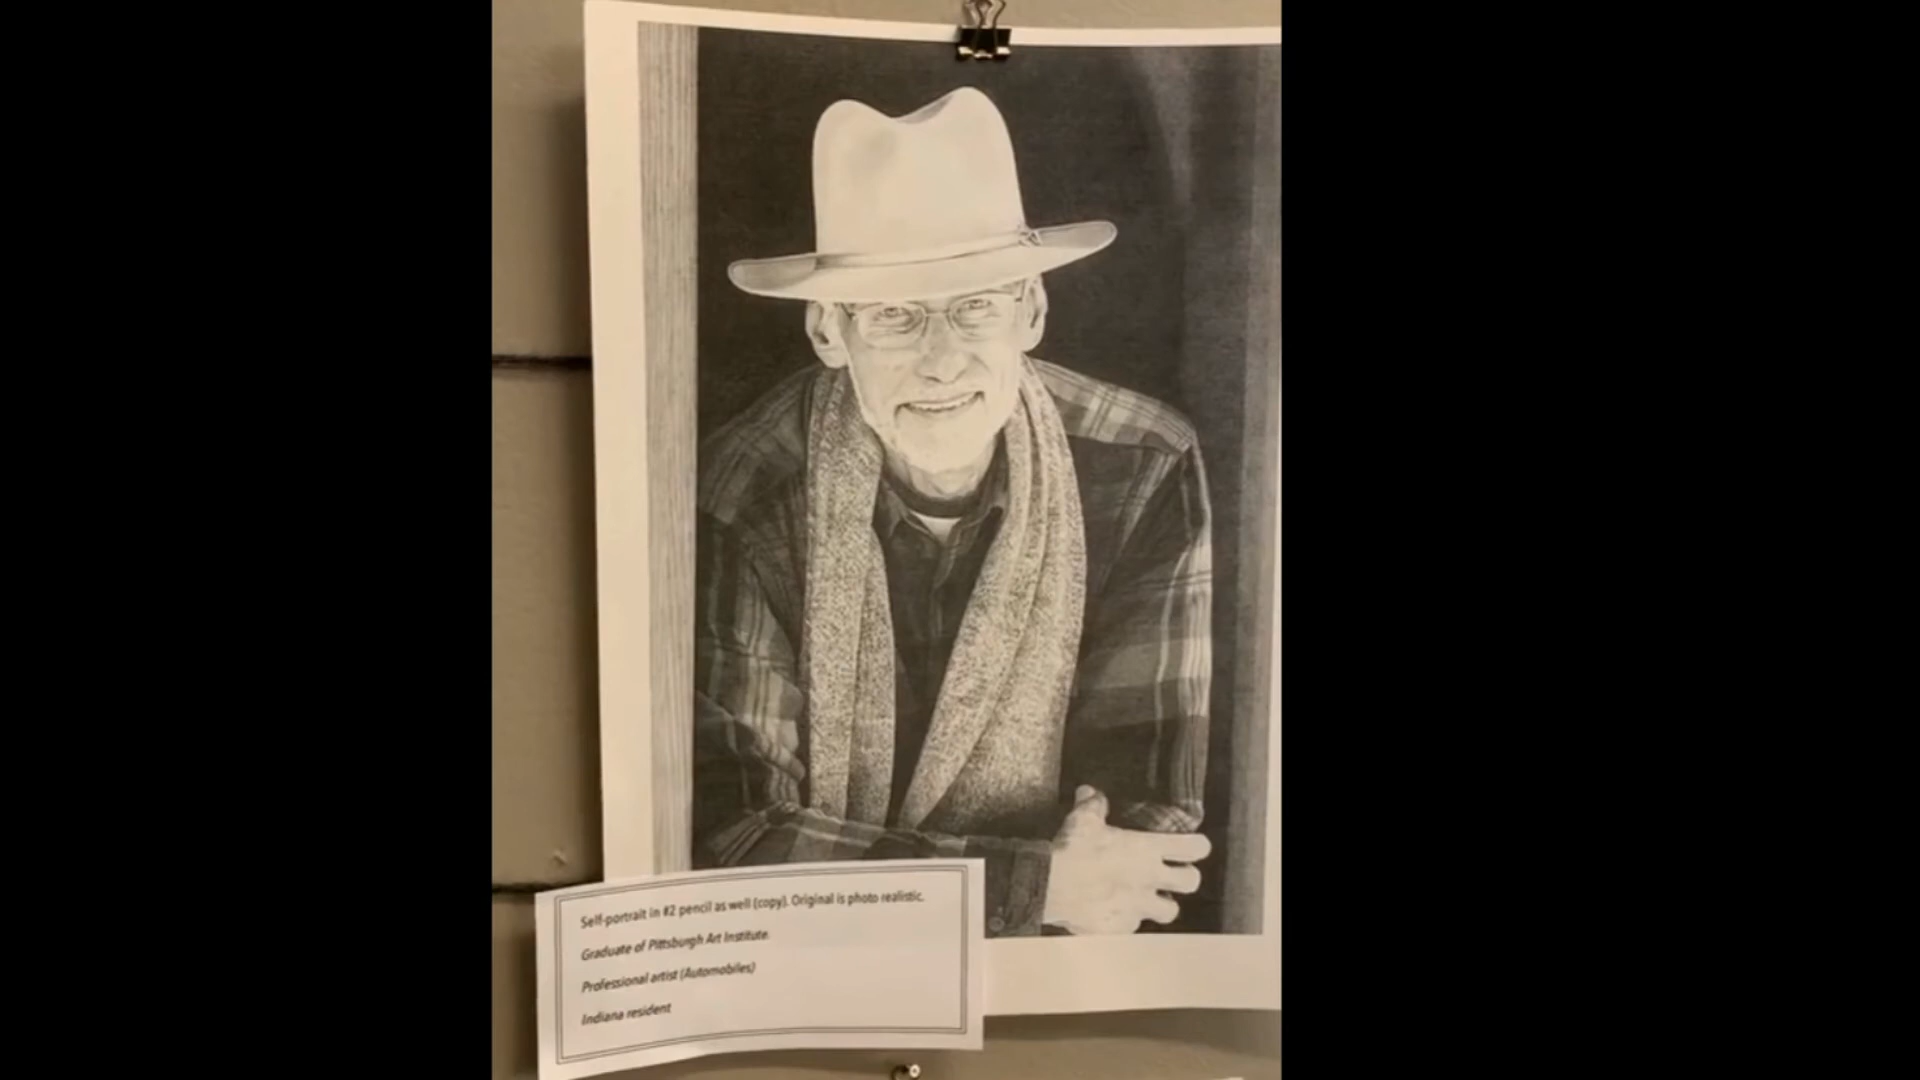 Self-portrait in #2 pencil as well (copy). Original is photo realistic.
Graduate of Pittsburgh Art Institute.
Professional artist (Automobiles)
Indiana resident